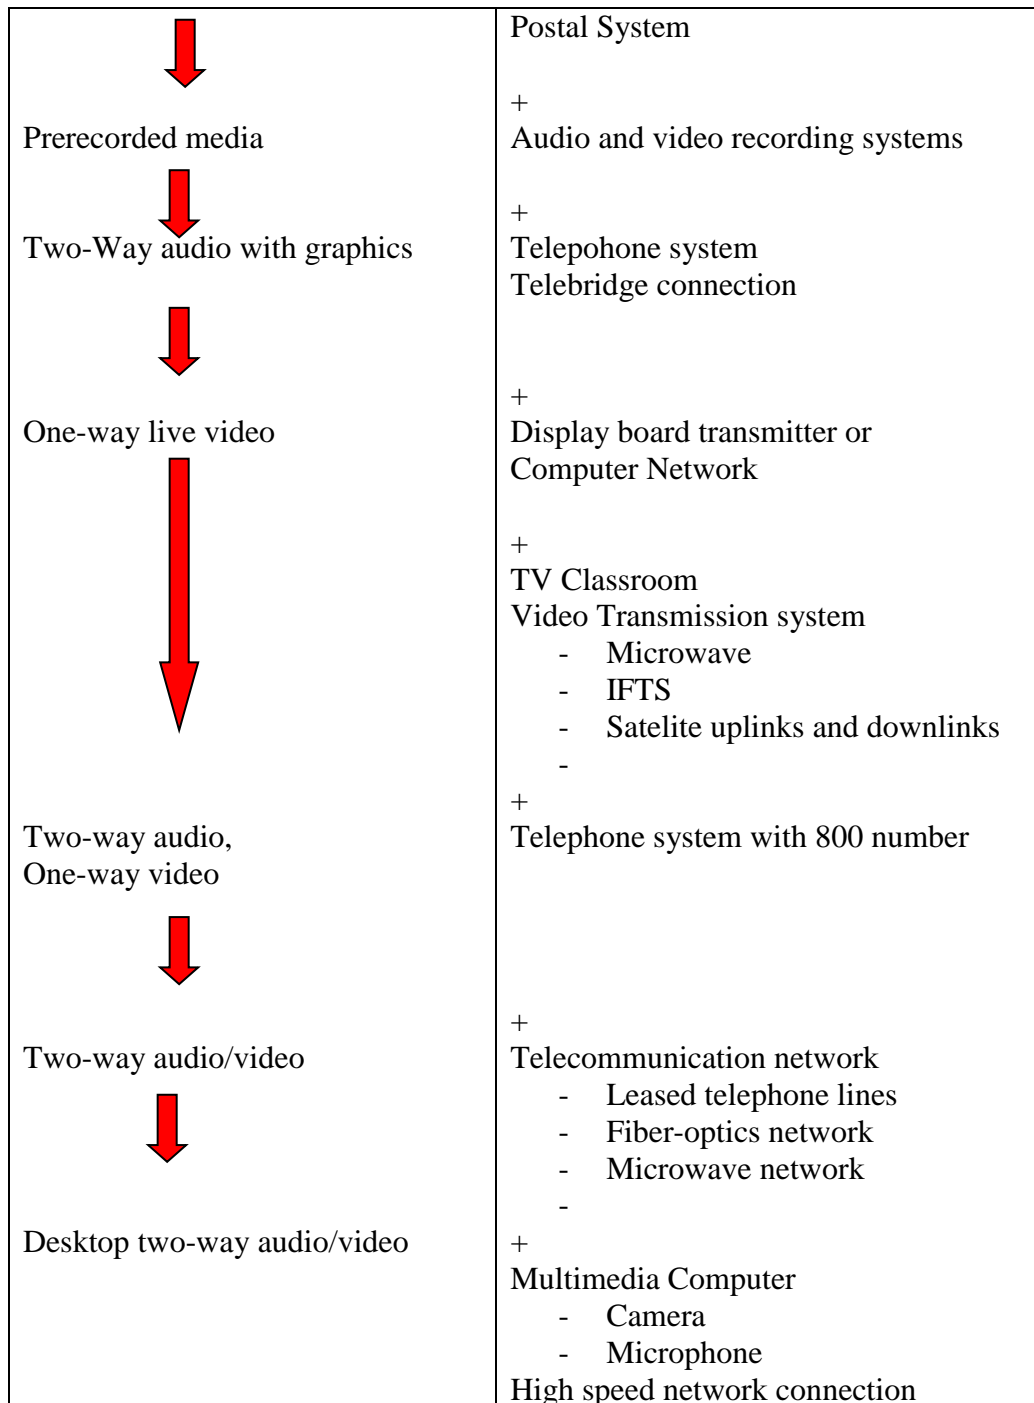 Postal System
+
Prerecorded media
Audio and video recording systems
+
Two-Way audio with graphics
Telepohone system
Telebridge connection
+
One-way live video
Display board transmitter or
Computer Network
+
TV Classroom
Video Transmission system
- Microwave
- IFTS
- Satelite uplinks and downlinks
-
+
Two-way audio,
Telephone system with 800 number
One-way video
+
Two-way audio/video
Telecommunication network
- Leased telephone lines
- Fiber-optics network
- Microwave network
-
Desktop two-way audio/video
+
Multimedia Computer
- Camera
- Microphone
High speed network connection